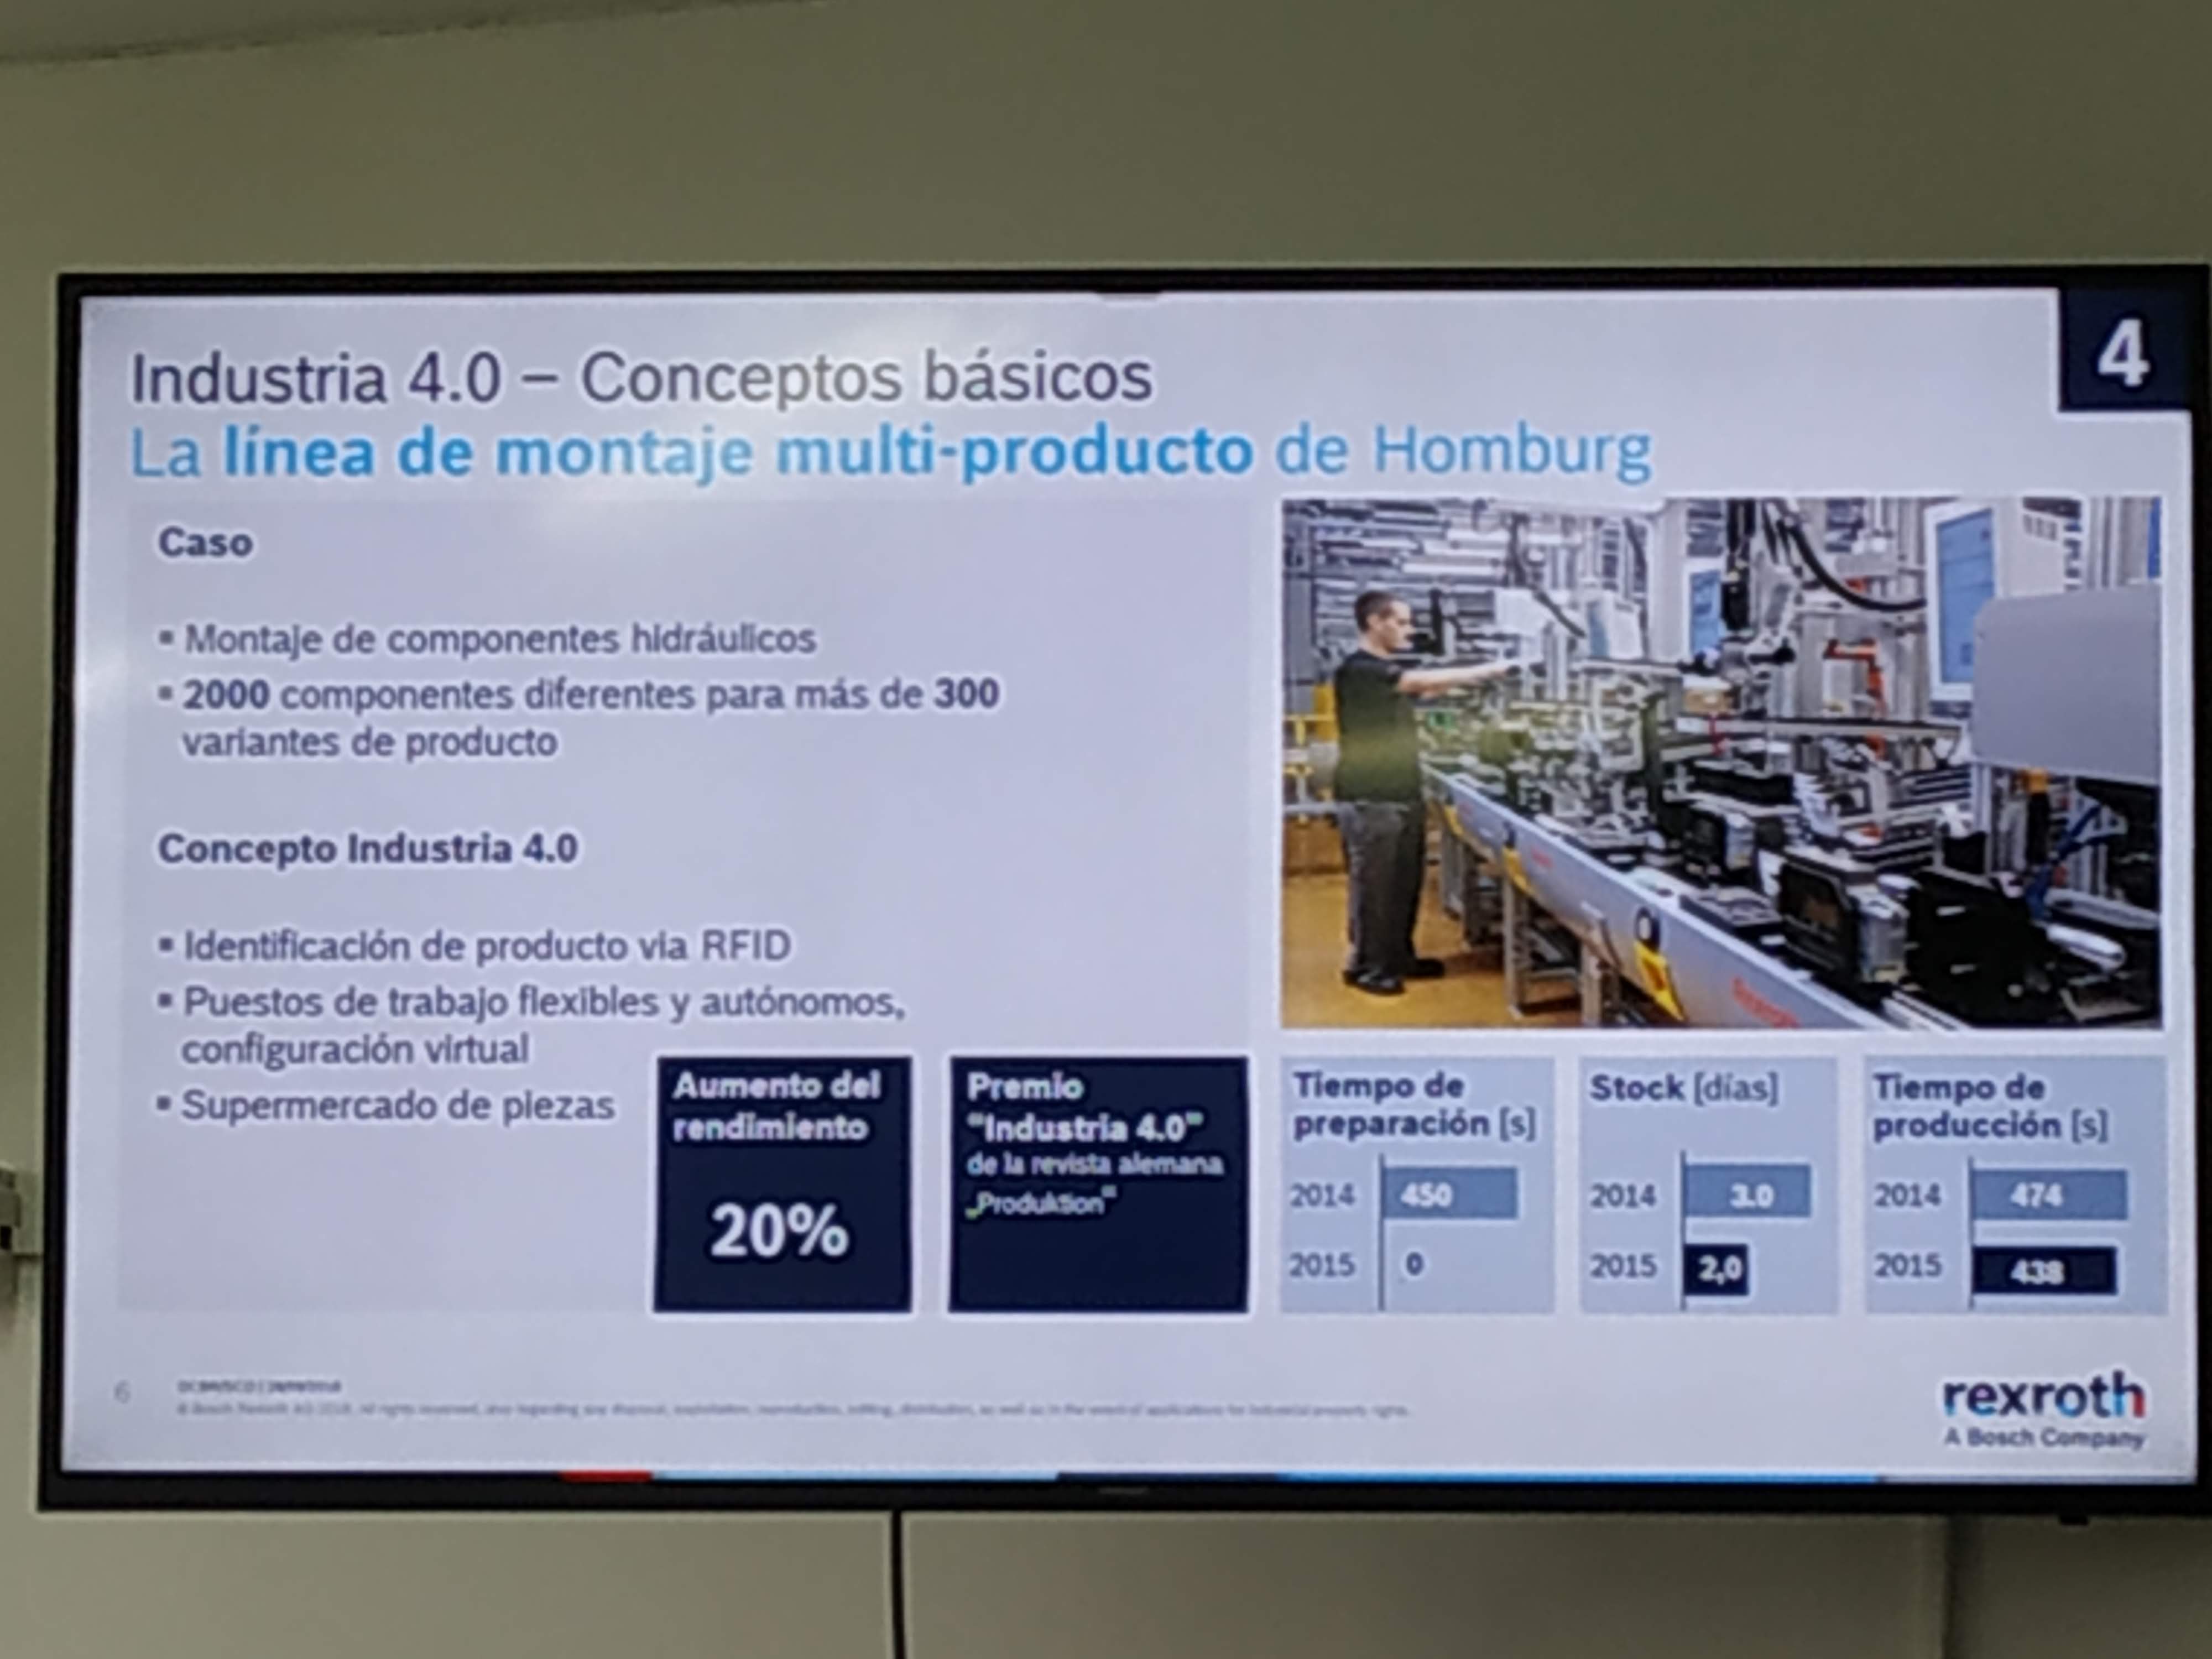 4
Industria 4.0 – Conceptos básicos
La línea de montaje multi-producto de Homburg
Caso
▪ Montaje de componentes hidráulicos
▪ 2000 componentes diferentes para más de 300
variantes de producto
Concepto Industria 4.0
▪ Identificación de producto via RFID
▪ Puestos de trabajo flexibles y autónomos,
configuración virtual
▪ Supermercado de piezas
Aumento del
rendimiento
20%
Premio
"Industria 4.0"
de la revista alemana
„Produktion"
Tiempo de
preparación [s]
2014 450
2015 0
Stock [días]
2014 3.0
2015 2,0
Tiempo de
producción [s]
2014 474
2015 438
6
rexroth
A Bosch Company